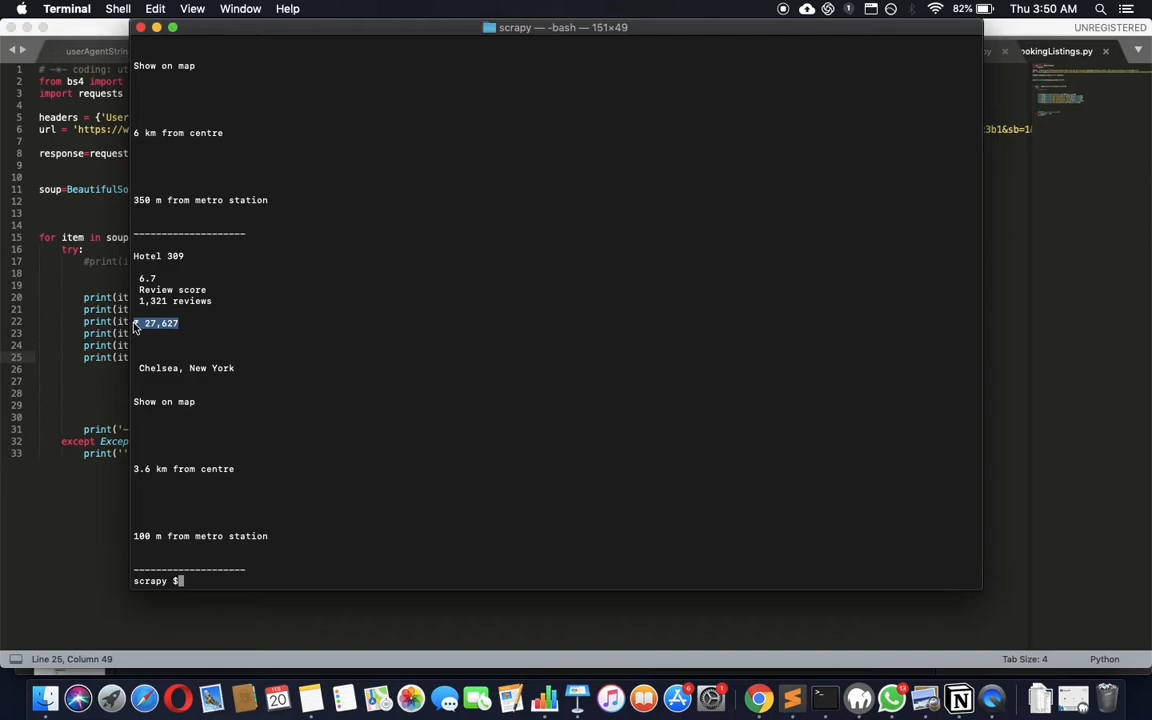 Terminal Shell Edit View Window Help
82% Thu 3:50 AM
scrapy — -bash — 151×49
UNREGISTERED
userAgentStrin
py
ookingListings.py
1 # -*- coding: ut
2 from bs4 import
3 import requests
4
5 headers = {'User
6 url = 'https://w
23b1&sb=1&
7
8 response=request
9
10
11 soup=BeautifulSo
12
13
14
15 for item in soup
16 try:
17 #print(i
18
19
20 print(it
21 print(it
22 print(it
23 print(it
24 print(it
25 print(it
26
27
28
29
30
31 print('-
32 except Excep
33 print(''
Show on map
6 km from centre
350 m from metro station
--------------------
Hotel 309
6.7
Review score
1,321 reviews
₹ 27,627
Chelsea, New York
Show on map
3.6 km from centre
100 m from metro station
--------------------
scrapy $
Line 25, Column 49
Tab Size: 4
Python
FEB
20